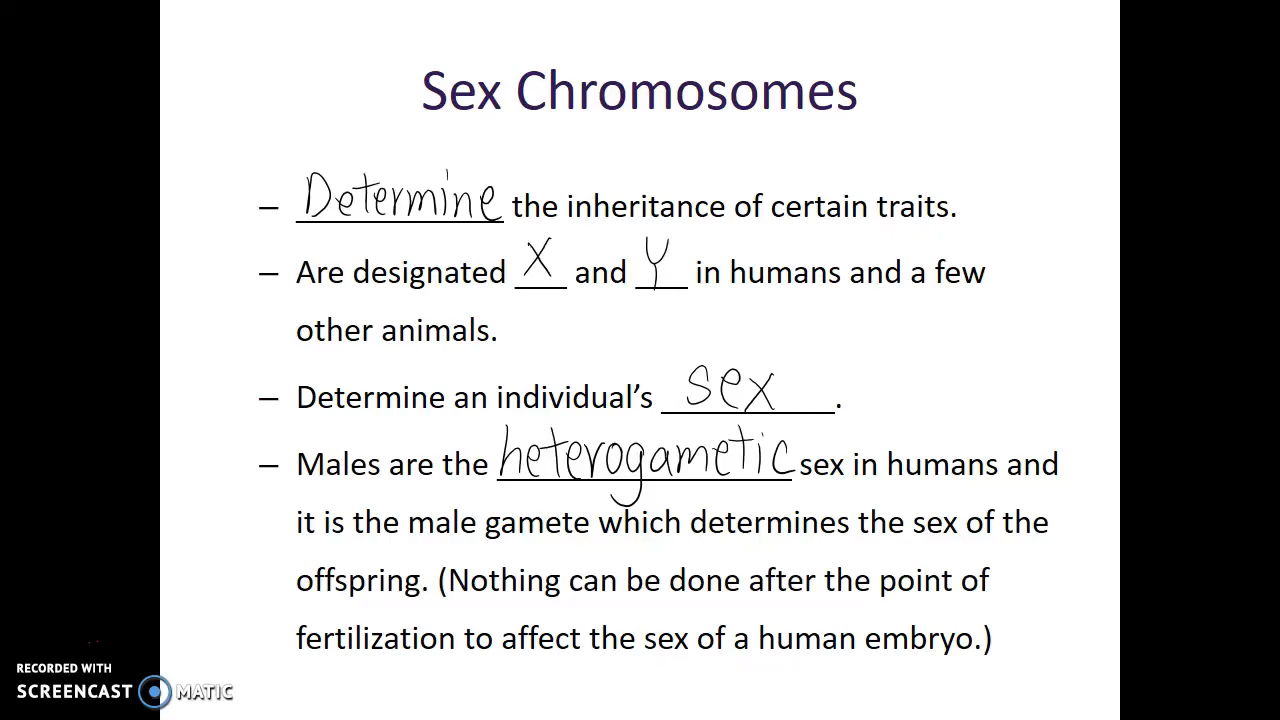 Sex Chromosomes
– Determine the inheritance of certain traits.
– Are designated X and Y in humans and a few
other animals.
– Determine an individual’s sex.
– Males are the heterogametic sex in humans and
it is the male gamete which determines the sex of the
offspring. (Nothing can be done after the point of
fertilization to affect the sex of a human embryo.)
RECORDED WITH
SCREENCAST MATIC